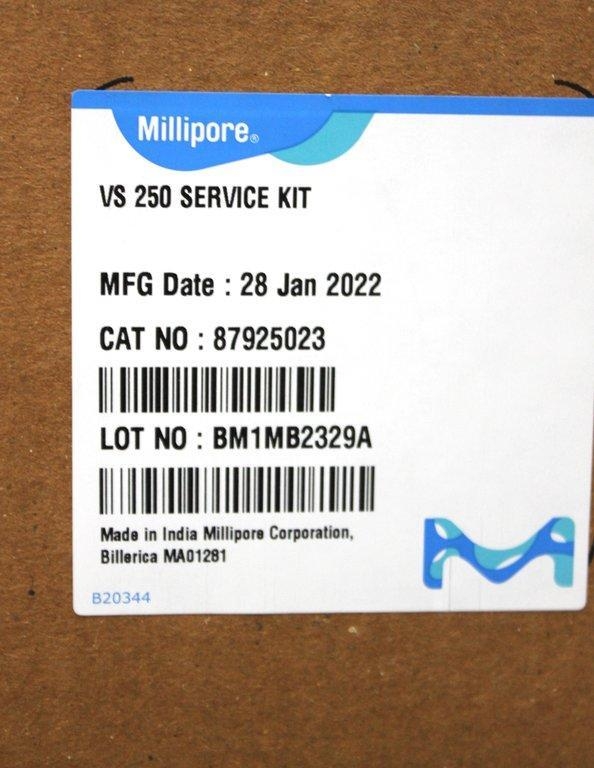 Millipore®
VS 250 SERVICE KIT
MFG Date : 28 Jan 2022
CAT NO : 87925023
LOT NO : BM1MB2329A
Made in India Millipore Corporation,
Billerica MA01281
B20344